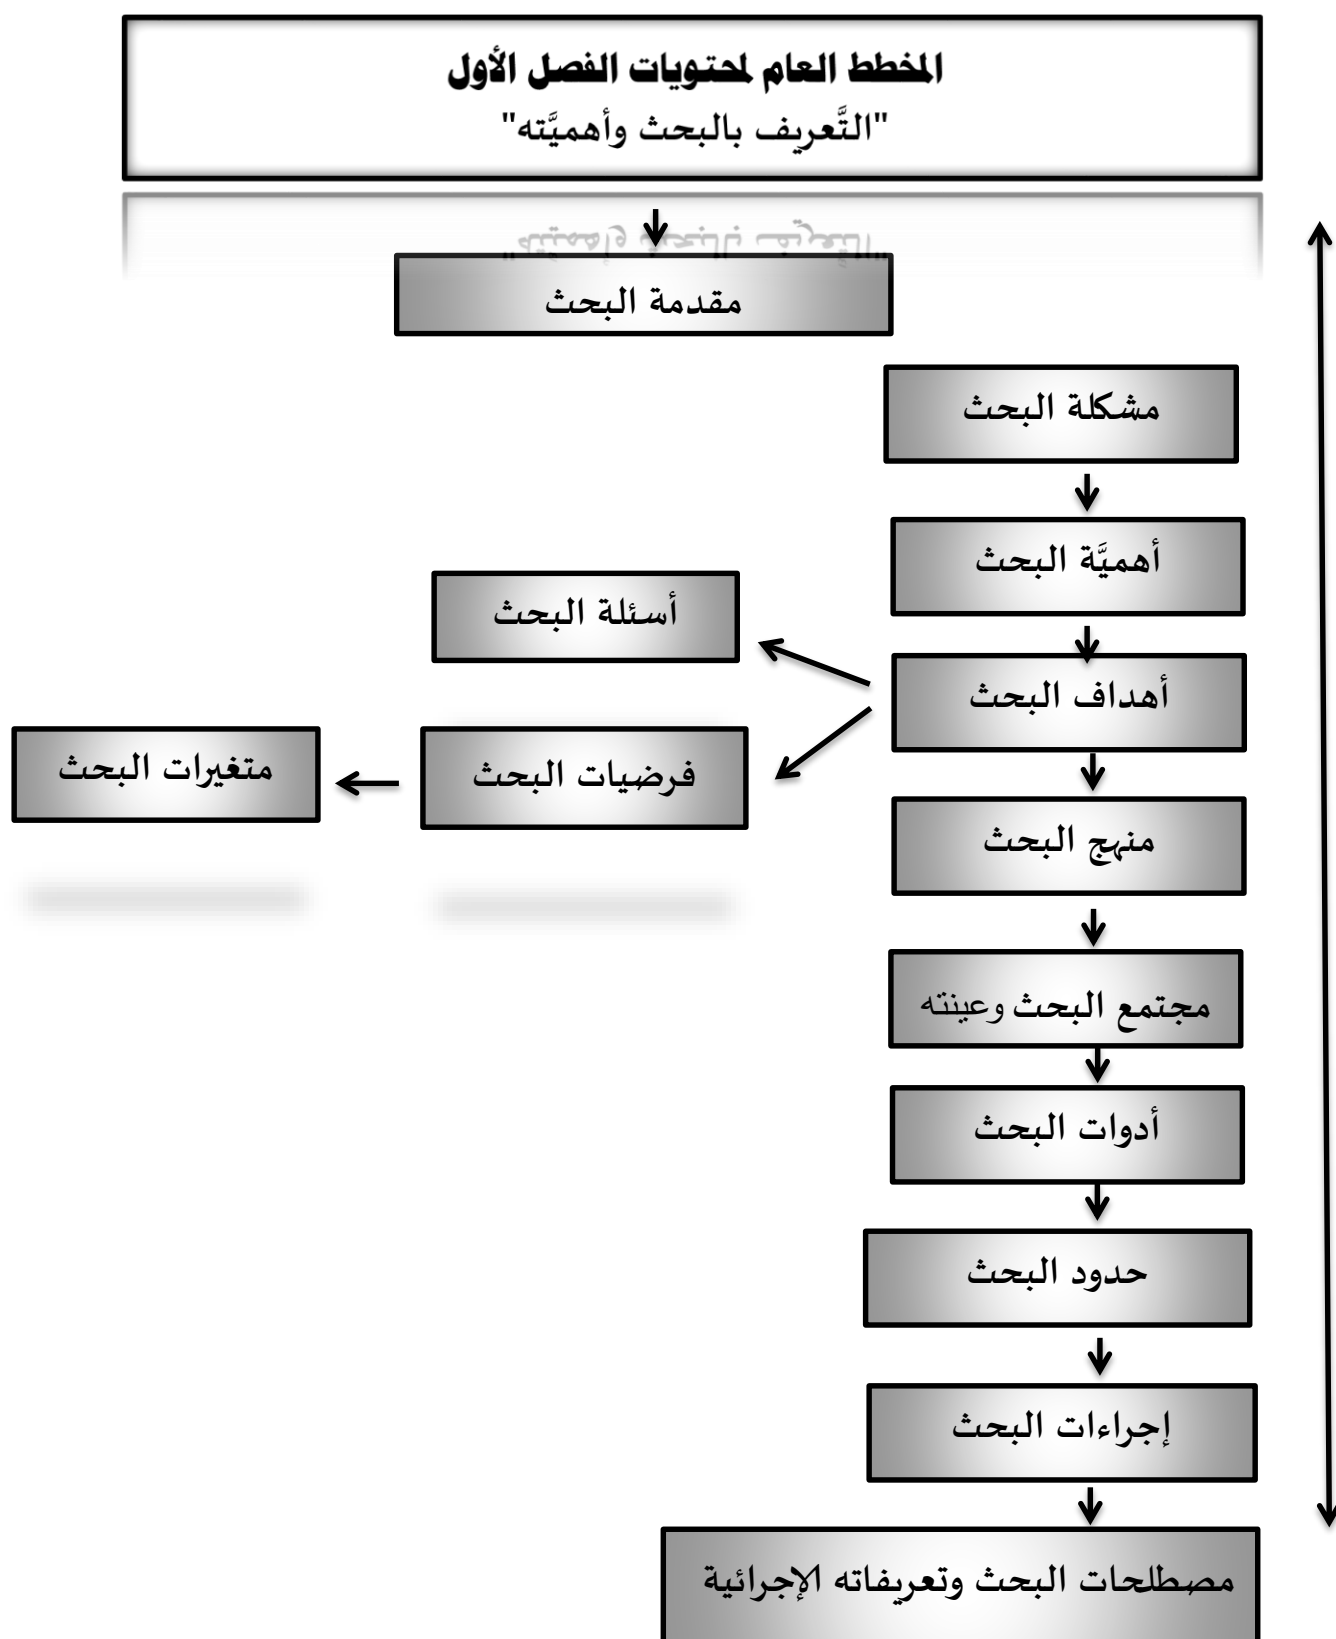 المخطط العام لمحتويات الفصل الأول
"التَّعريف بالبحث وأهميَّته"
مقدمة البحث
مشكلة البحث
أهميَّة البحث
أسئلة البحث
أهداف البحث
فرضيات البحث
متغيرات البحث
منهج البحث
مجتمع البحث وعينته
أدوات البحث
حدود البحث
إجراءات البحث
مصطلحات البحث وتعريفاته الإجرائية